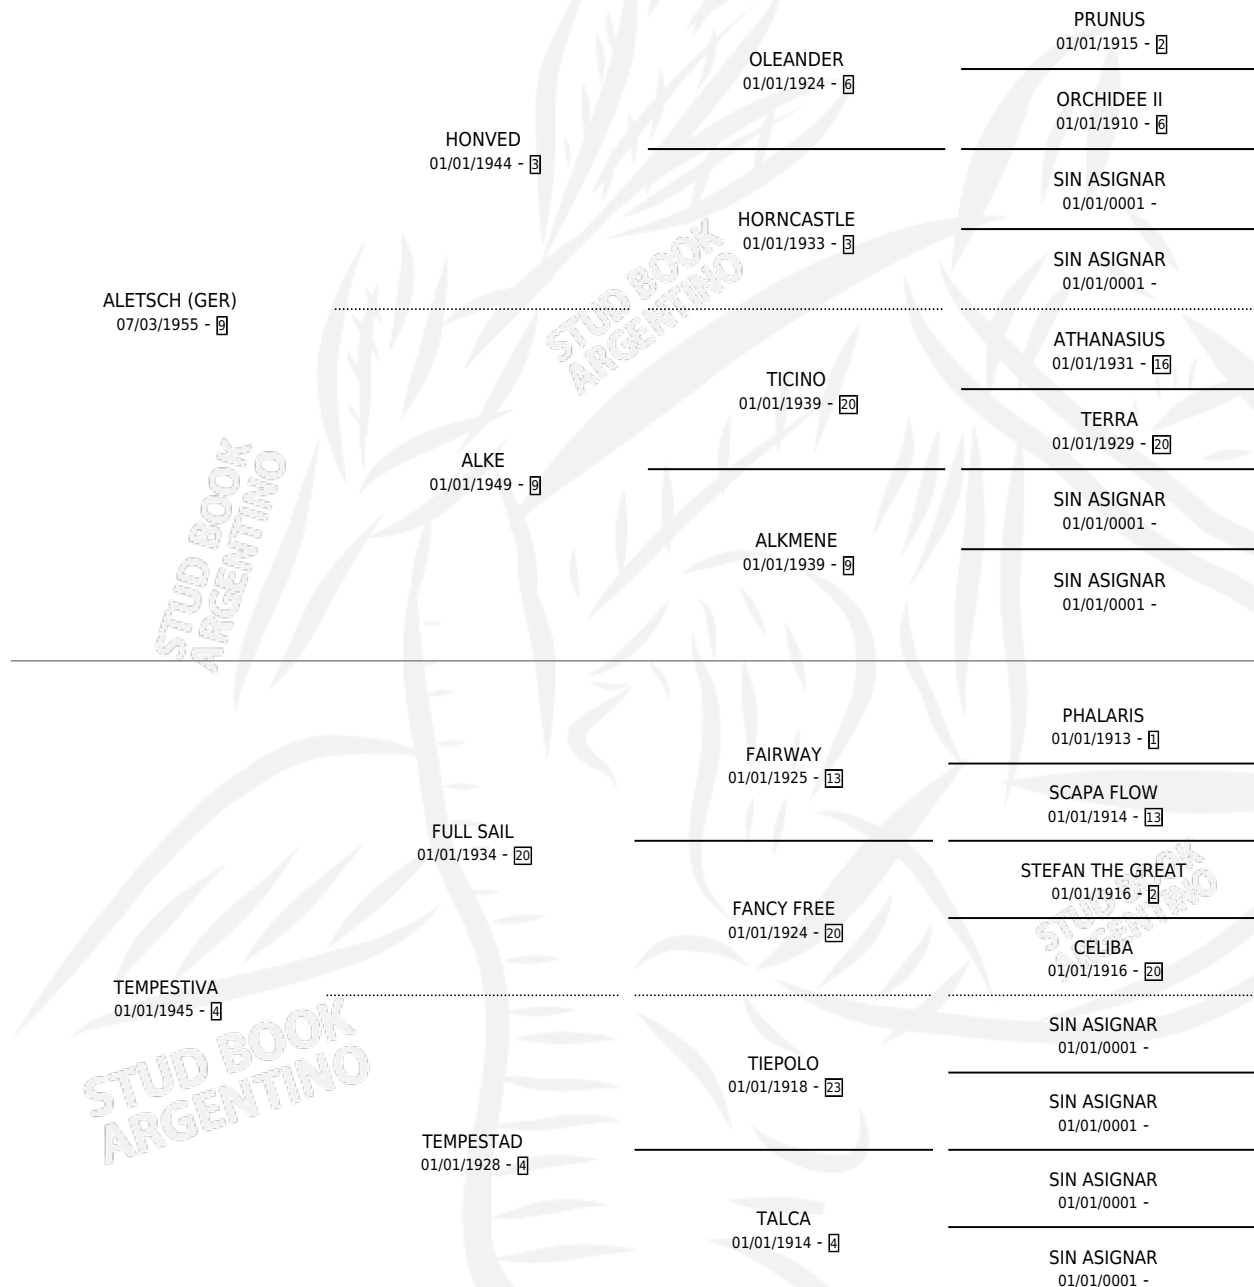 PRUNUS
01/01/1915 - 2
OLEANDER
01/01/1924 - 6
ORCHIDEE II
01/01/1910 - 6
HONVED
01/01/1944 - 3
SIN ASIGNAR
01/01/0001 -
HORNCASTLE
01/01/1933 - 3
SIN ASIGNAR
01/01/0001 -
ALETSCH (GER)
07/03/1955 - 9
ATHANASIUS
01/01/1931 - 16
TICINO
01/01/1939 - 20
TERRA
01/01/1929 - 20
ALKE
01/01/1949 - 9
SIN ASIGNAR
01/01/0001 -
ALKMENE
01/01/1939 - 9
SIN ASIGNAR
01/01/0001 -
PHALARIS
01/01/1913 - 1
FAIRWAY
01/01/1925 - 13
SCAPA FLOW
01/01/1914 - 13
FULL SAIL
01/01/1934 - 20
STEFAN THE GREAT
01/01/1916 - 2
FANCY FREE
01/01/1924 - 20
CELIBA
01/01/1916 - 20
TEMPESTIVA
01/01/1945 - 4
SIN ASIGNAR
01/01/0001 -
TIEPOLO
01/01/1918 - 23
SIN ASIGNAR
01/01/0001 -
TEMPESTAD
01/01/1928 - 4
SIN ASIGNAR
01/01/0001 -
TALCA
01/01/1914 - 4
SIN ASIGNAR
01/01/0001 -
STUD BOOK
ARGENTINO
STUD BOOK
ARGENTINO
STUD BOOK
ARGENTINO
STUD BOOK
ARGENTINO